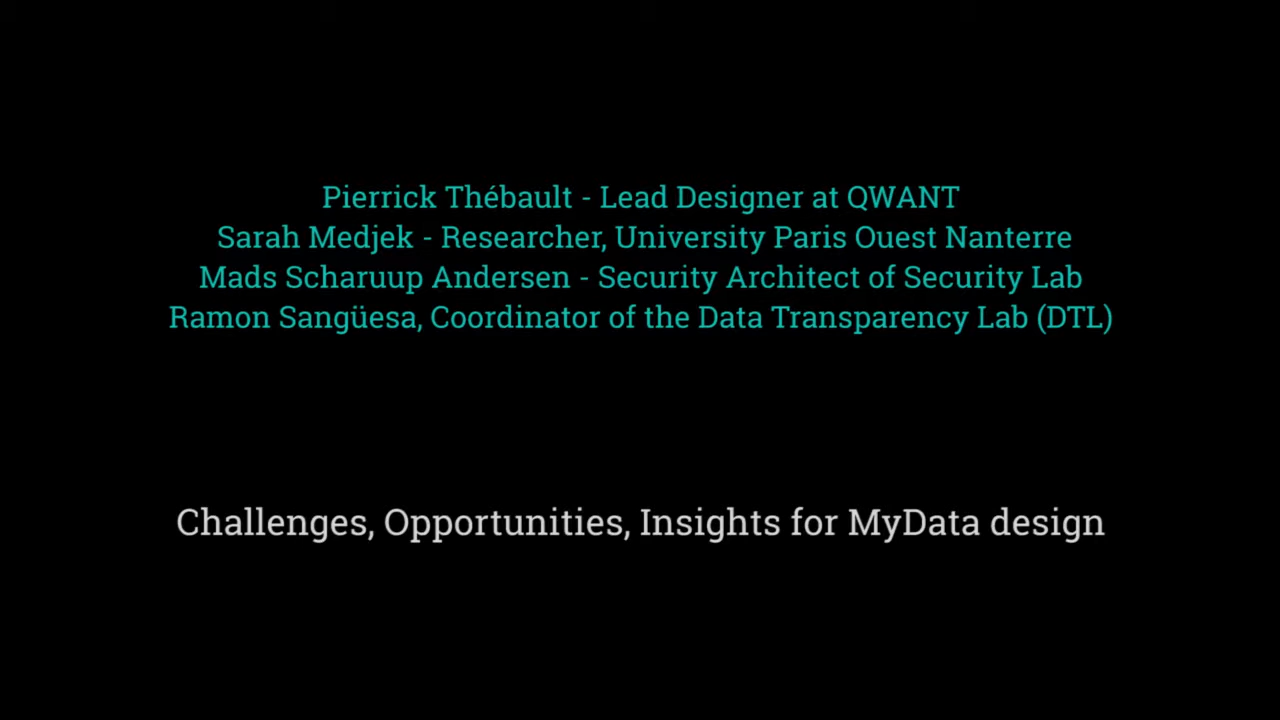 Pierrick Thébault - Lead Designer at QWANT
Sarah Medjek - Researcher, University Paris Ouest Nanterre
Mads Scharuup Andersen - Security Architect of Security Lab
Ramon Sangüesa, Coordinator of the Data Transparency Lab (DTL)
Challenges, Opportunities, Insights for MyData design